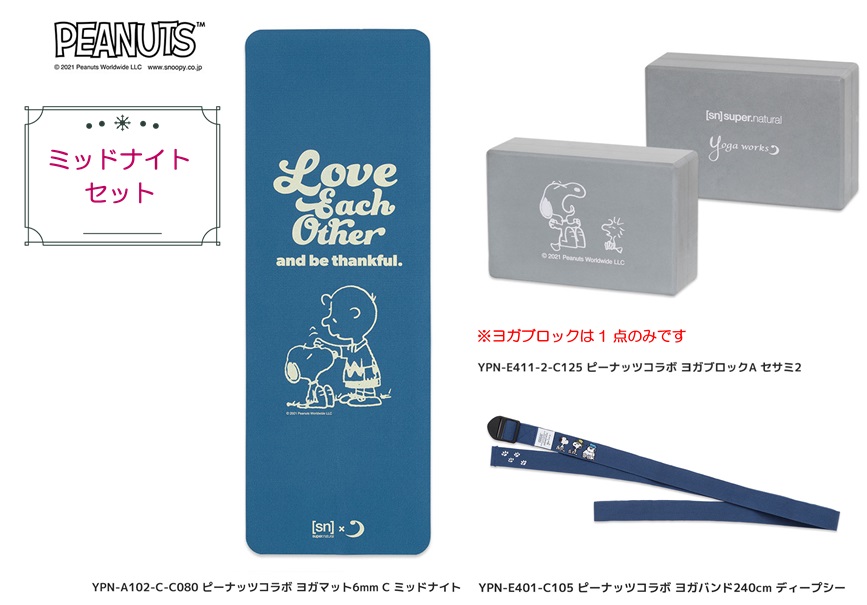 PEANUTS™
© 2021 Peanuts Worldwide LLC www.snoopy.co.jp
ミッドナイト
セット
Love
Each
Other
and be thankful.
© 2021 Peanuts Worldwide LLC
[sn] ×
super.natural
YPN-A102-C-C080 ピーナッツコラボ ヨガマット6mm C ミッドナイト
[sn]super.natural
Yoga works
© 2021 Peanuts Worldwide LLC
※ヨガブロックは 1 点のみです
YPN-E411-2-C125 ピーナッツコラボ ヨガブロックA セサミ2
YPN-E401-C105 ピーナッツコラボ ヨガバンド240cm ディープシー